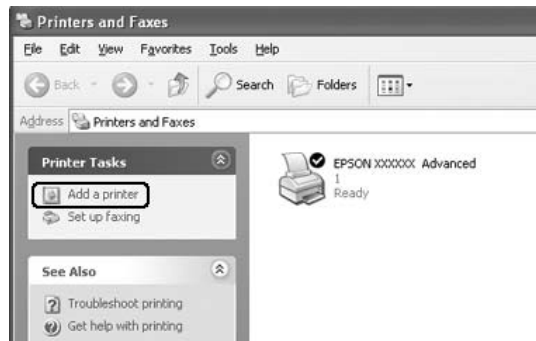 Printers and Faxes
File Edit View Favorites Tools Help
Back Search Folders
Address Printers and Faxes
Printer Tasks
Add a printer
Set up faxing
See Also
Troubleshoot printing
Get help with printing
EPSON XXXXXX Advanced
1
Ready